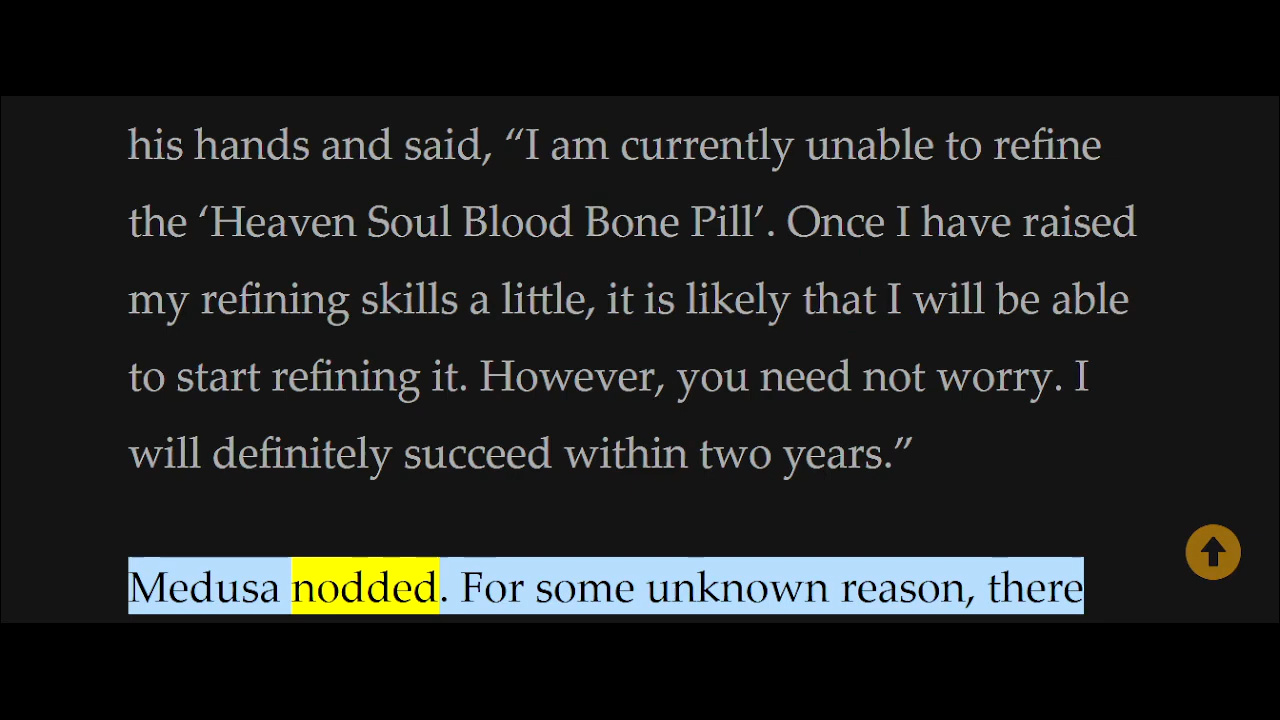 his hands and said, “I am currently unable to refine
the ‘Heaven Soul Blood Bone Pill’. Once I have raised
my refining skills a little, it is likely that I will be able
to start refining it. However, you need not worry. I
will definitely succeed within two years.”
Medusa nodded. For some unknown reason, there